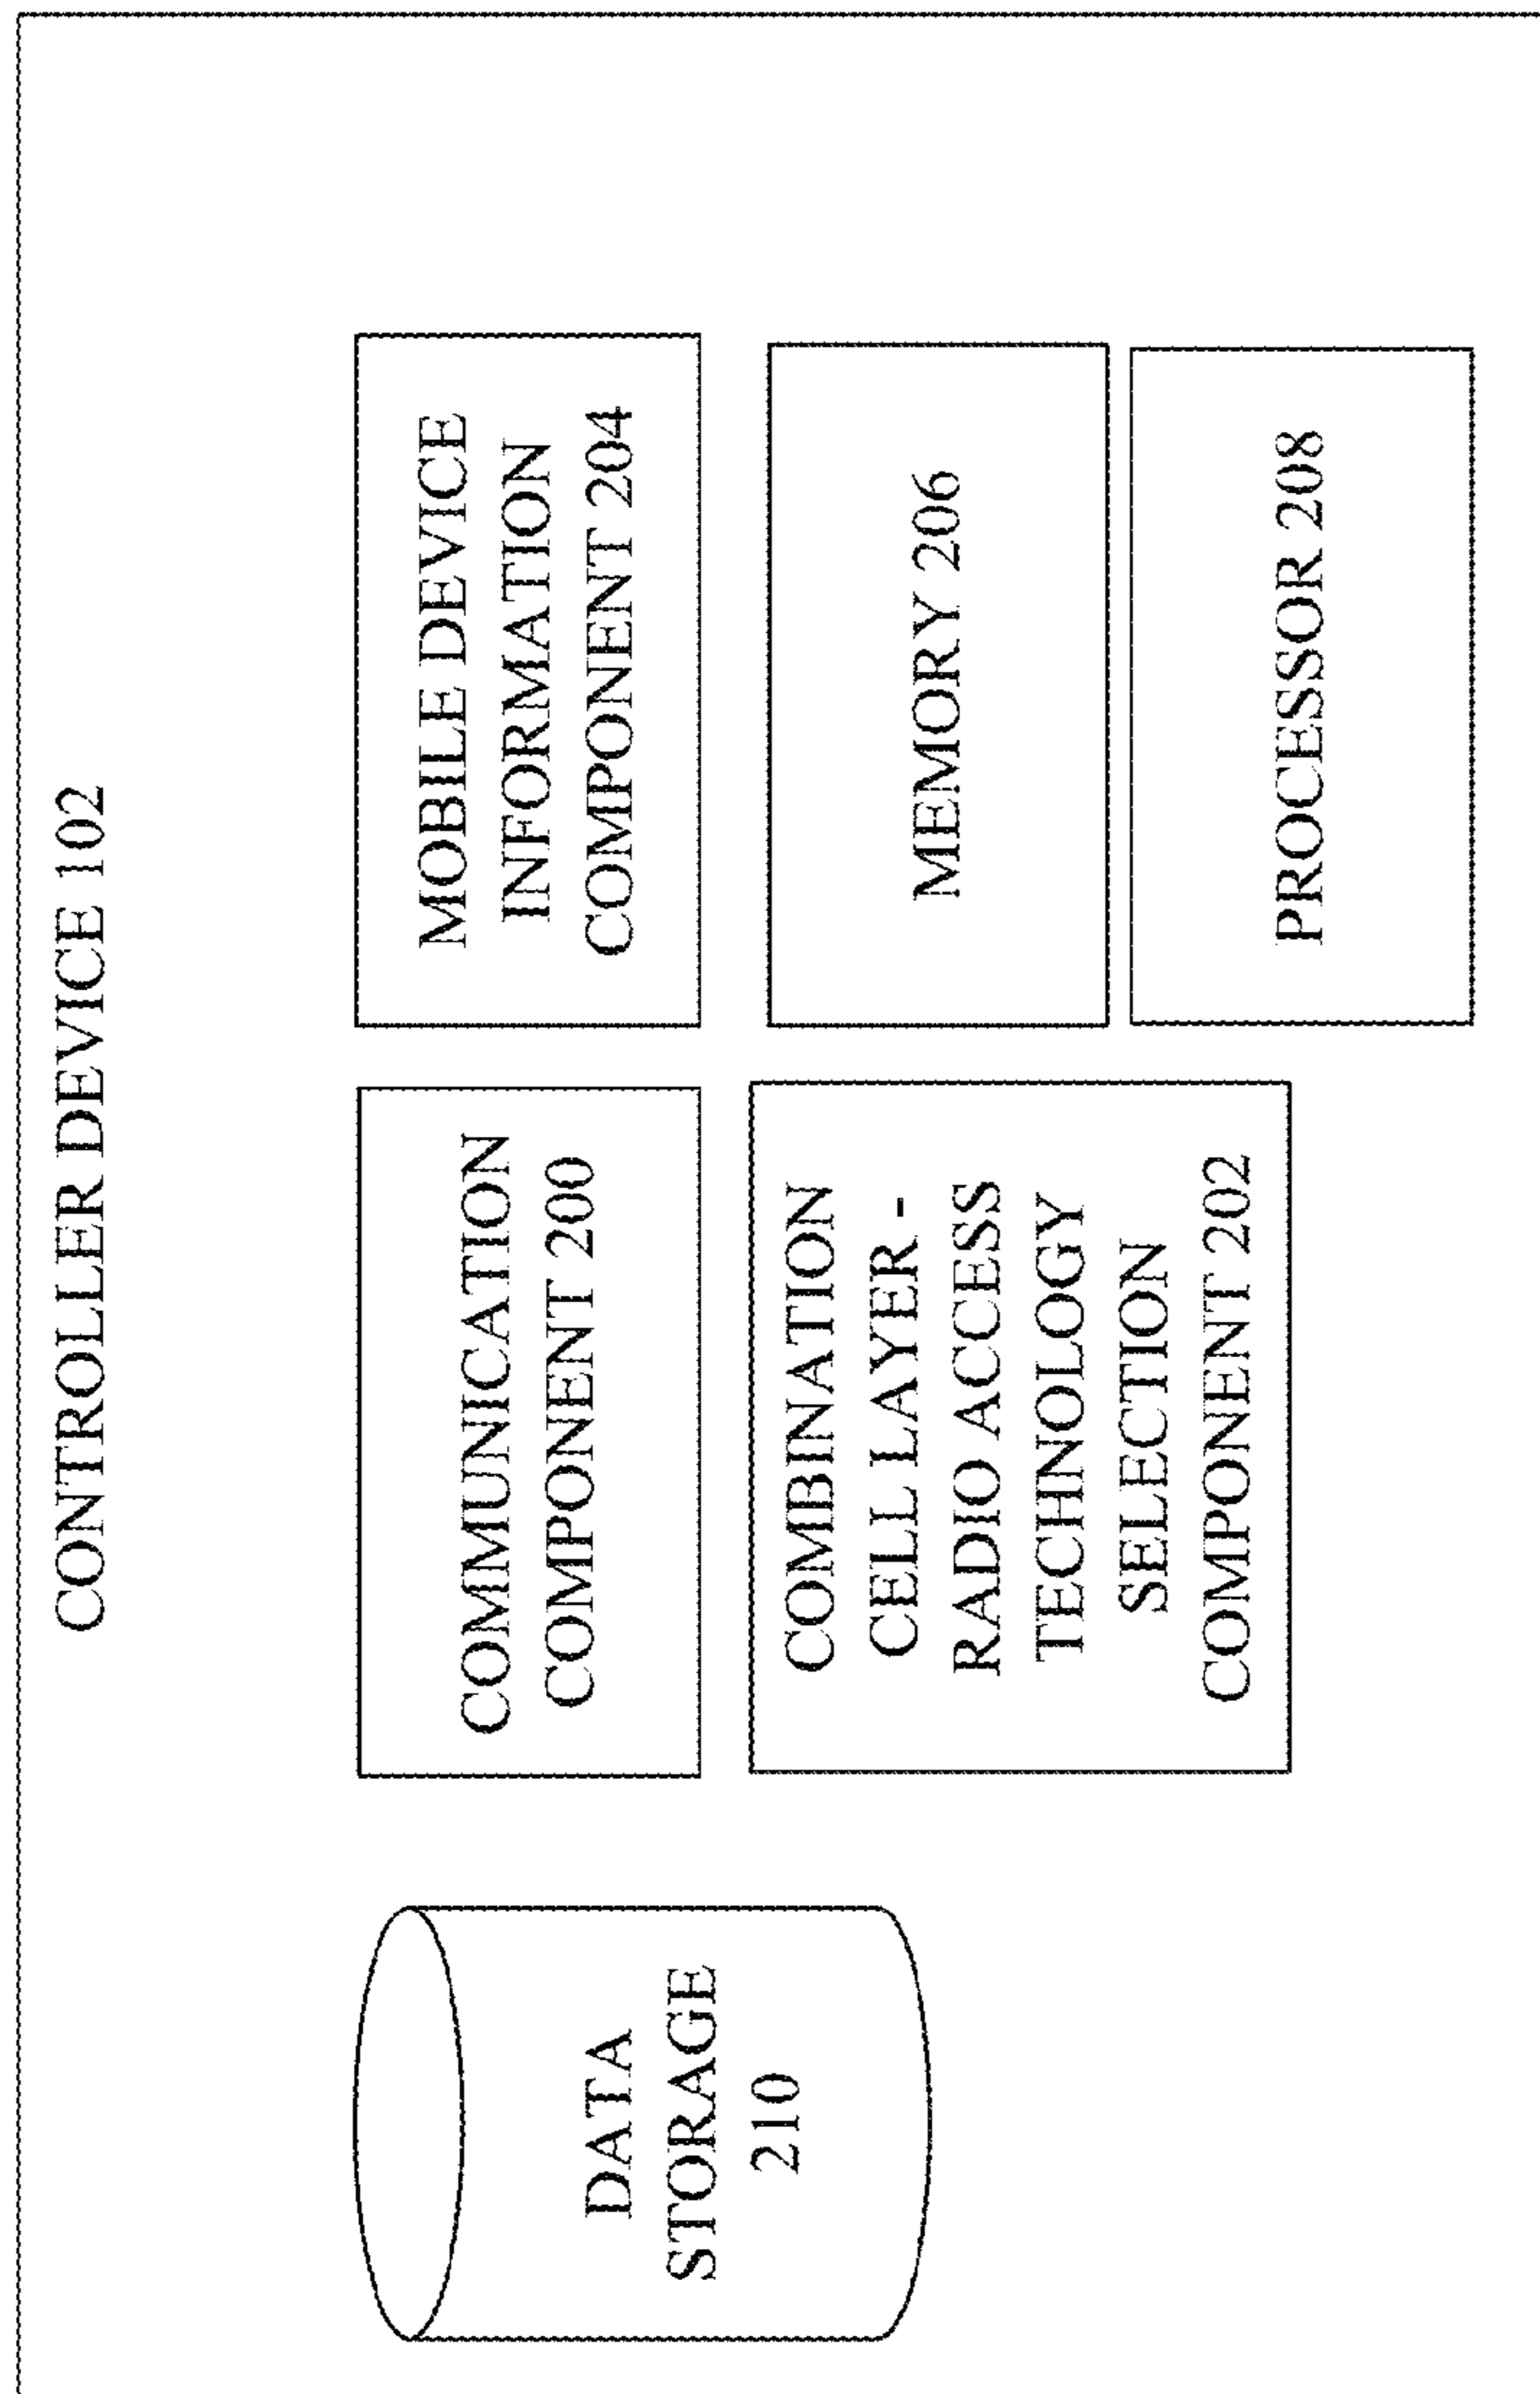 CONTROLLER DEVICE 102
DATA
STORAGE
210
COMMUNICATION
COMPONENT 200
COMBINATION
CELL LAYER -
RADIO ACCESS
TECHNOLOGY
SELECTION
COMPONENT 202
MOBILE DEVICE
INFORMATION
COMPONENT 204
MEMORY 206
PROCESSOR 208